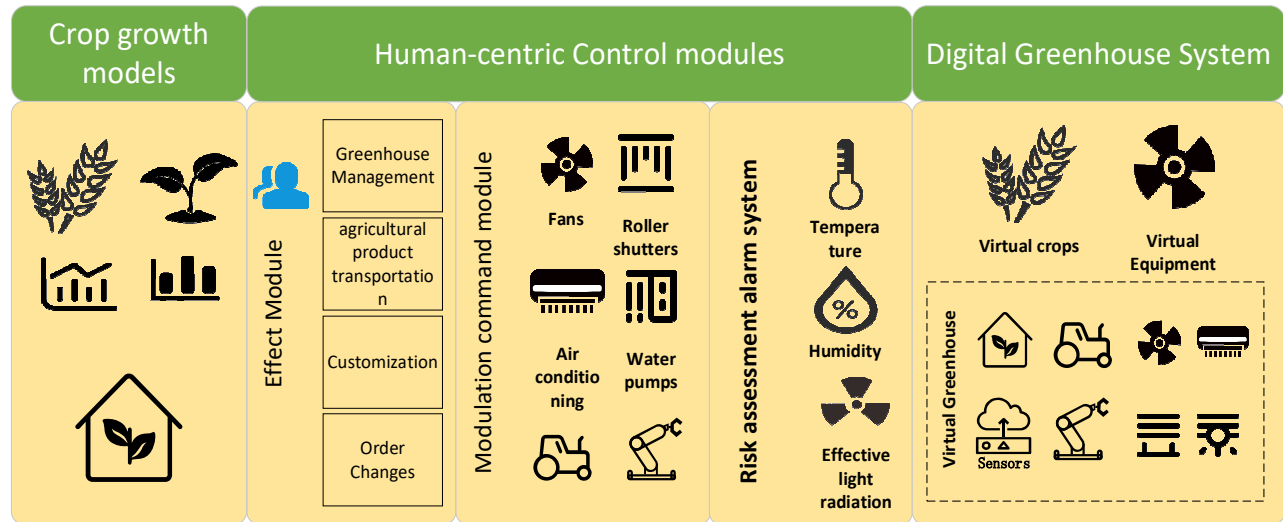 Crop growth
models
Human-centric Control modules
Digital Greenhouse System
Effect Module
Greenhouse
Management
agricultural
product
transportatio
n
Customization
Order
Changes
Modulation command module
Fans
Roller
shutters
Air
conditio
ning
Water
pumps
Risk assessment alarm system
Tempera
ture
%
Humidity
Effective
light
radiation
Virtual crops
Virtual
Equipment
Virtual Greenhouse
Sensors